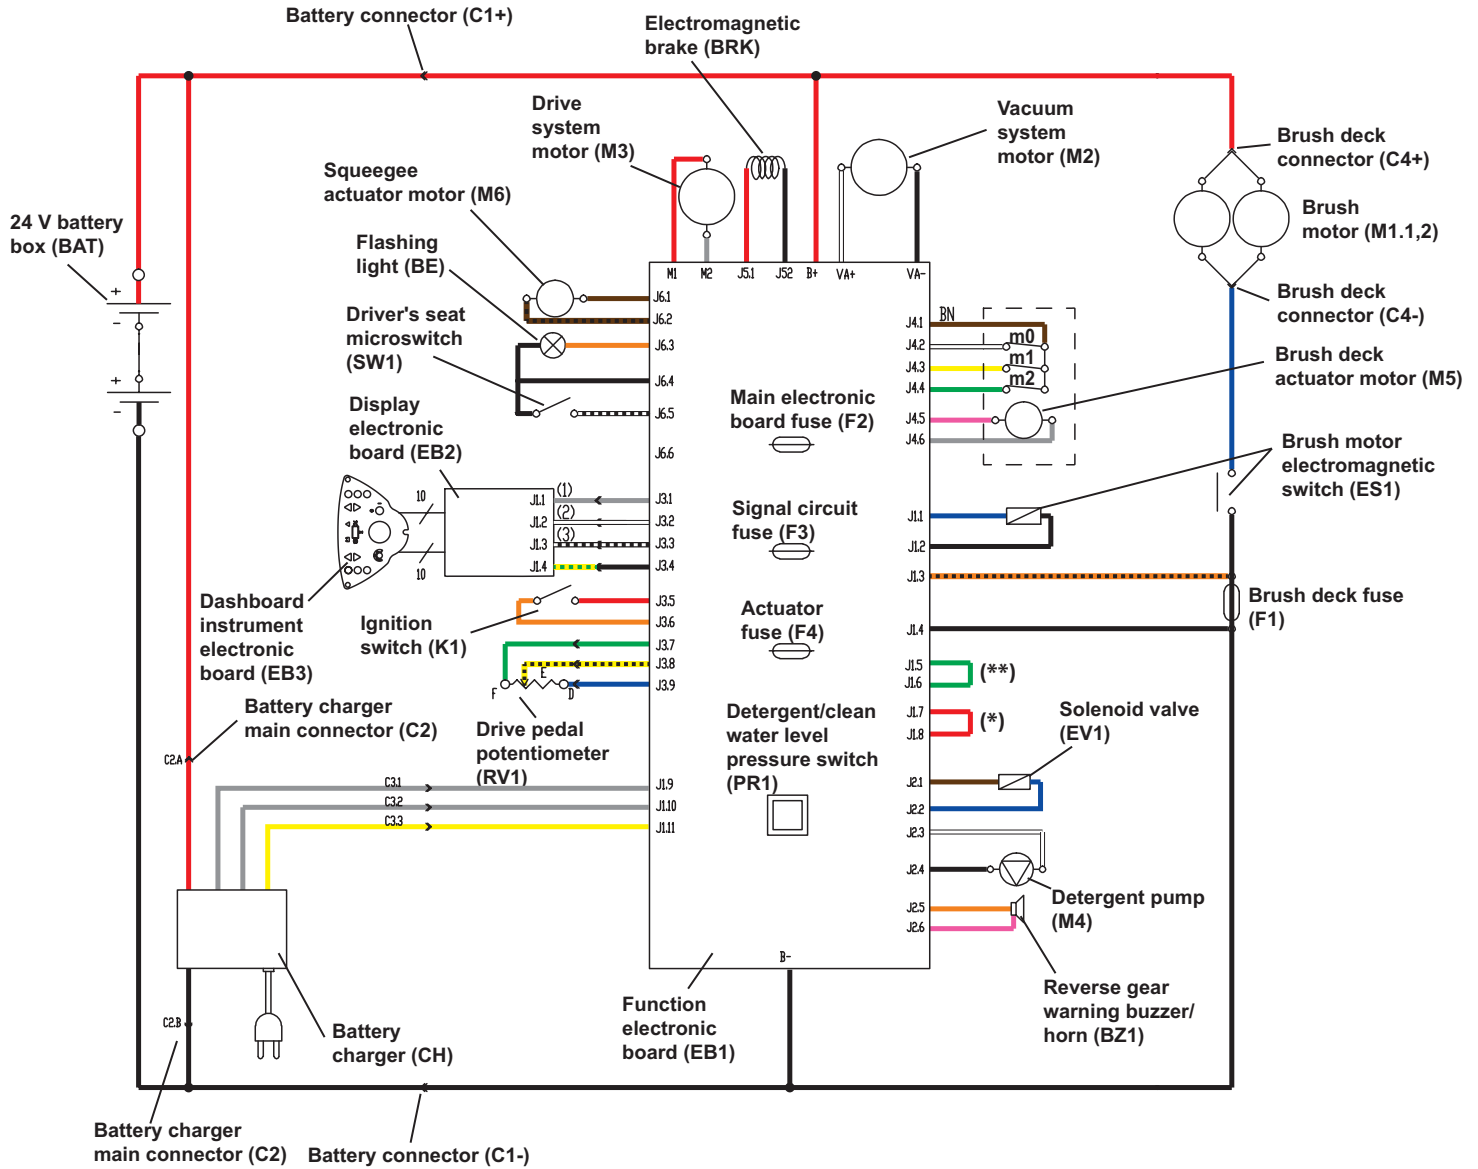 Battery connector (C1+)
Electromagnetic
brake (BRK)
Drive
system
motor (M3)
Vacuum
system
motor (M2)
Brush deck
connector (C4+)
Squeegee
actuator motor (M6)
Brush
motor (M1.1,2)
24 V battery
box (BAT)
Flashing
light (BE)
Driver's seat
microswitch
(SW1)
Brush deck
connector (C4-)
Brush deck
actuator motor (M5)
Display
electronic
board (EB2)
Main electronic
board fuse (F2)
Brush motor
electromagnetic
switch (ES1)
Signal circuit
fuse (F3)
Dashboard
instrument
electronic
board (EB3)
Ignition
switch (K1)
Actuator
fuse (F4)
Brush deck fuse
(F1)
Battery charger
main connector (C2)
Drive pedal
potentiometer
(RV1)
Detergent/clean
water level
pressure switch
(PR1)
Solenoid valve
(EV1)
Detergent pump
(M4)
Reverse gear
warning buzzer/
horn (BZ1)
Function
electronic
board (EB1)
Battery
charger (CH)
Battery charger
main connector (C2)
Battery connector (C1-)
M1
M2
J5.1
J5.2
B+
VA+
VA-
J6.1
J6.2
J6.3
J6.4
J6.5
J6.6
J3.1
J3.2
J3.3
J3.4
J3.5
J3.6
J3.7
J3.8
J3.9
J1.9
J1.10
J1.11
J4.1
J4.2
J4.3
J4.4
J4.5
J4.6
J1.1
J1.2
J1.3
J1.4
J1.5
J1.6
J1.7
J1.8
J2.1
J2.2
J2.3
J2.4
J2.5
J2.6
B-
BN
m0
m1
m2
(**)
(*)
J1.1
J1.2
J1.3
J1.4
(1)
(2)
(3)
10
10
F
E
D
C2.A
C3.1
C3.2
C3.3
C2.B
+
-
+
-